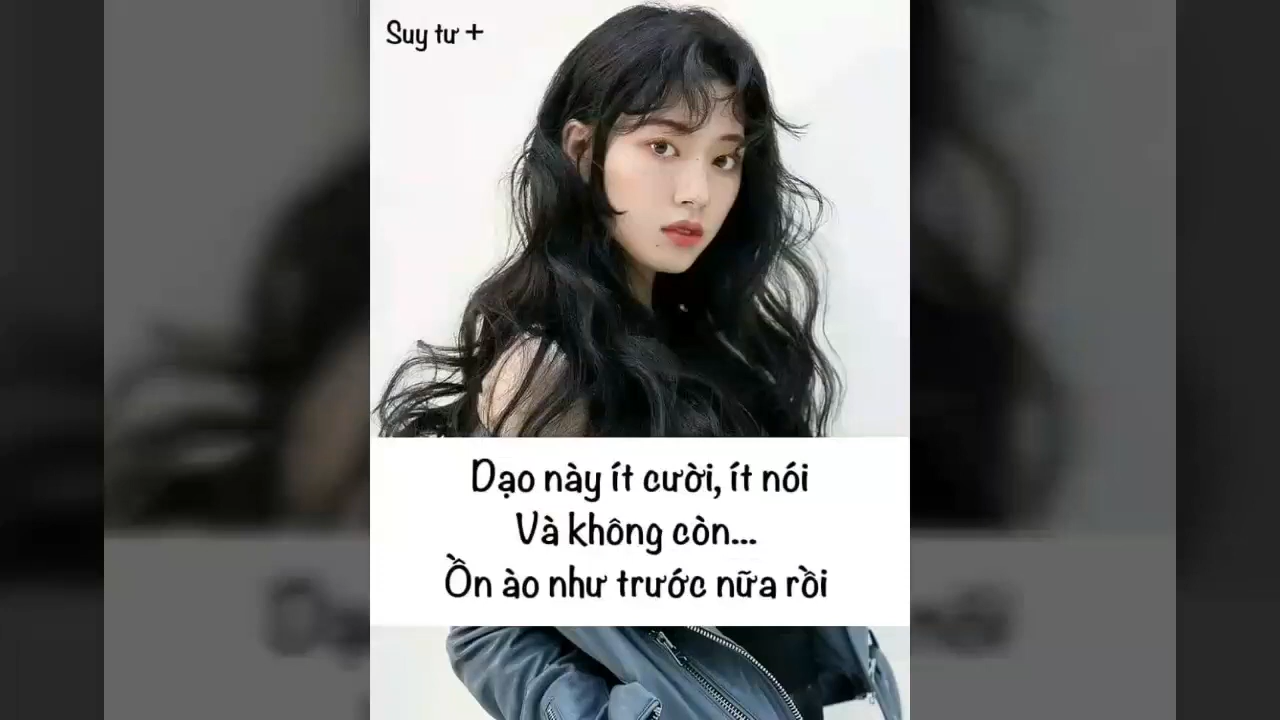 Suy tư +
Dạo này ít cười, ít nói
Và không còn...
Ồn ào như trước nữa rồi